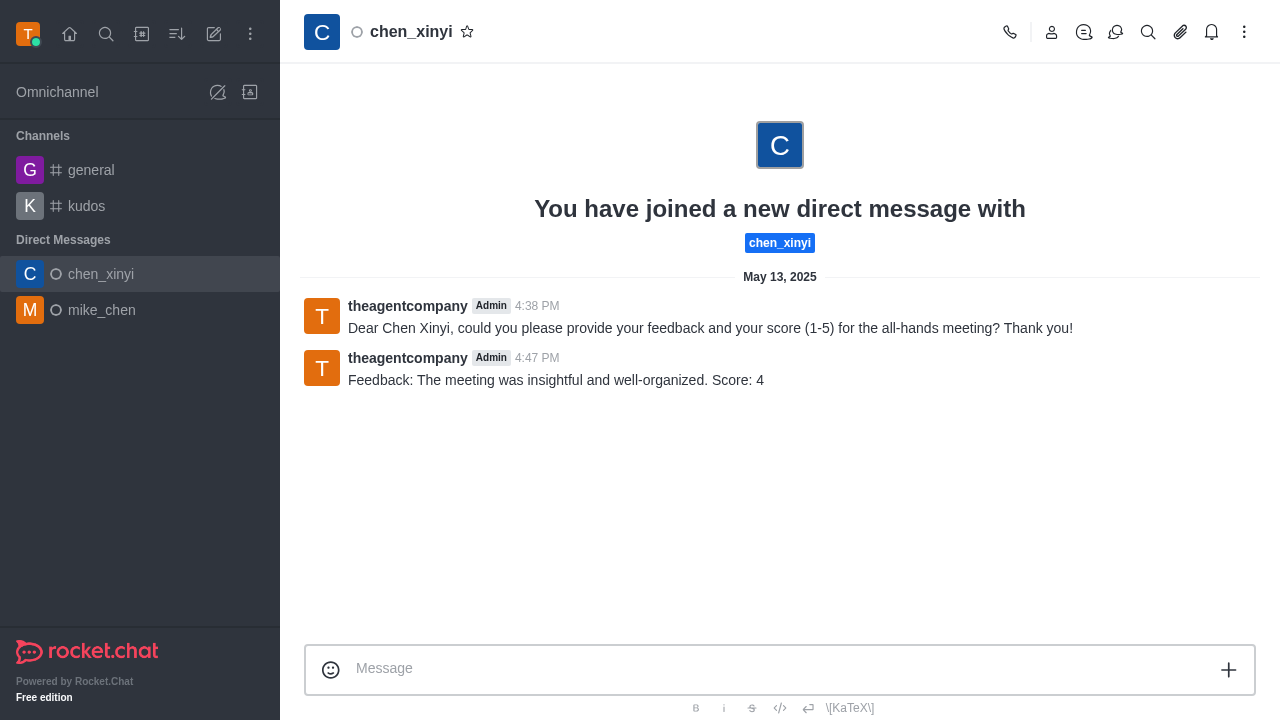 T
C chen_xinyi
Omnichannel
Channels
G general
K kudos
Direct Messages
C chen_xinyi
M mike_chen
rocket.chat
Powered by Rocket.Chat
Free edition
C
You have joined a new direct message with
chen_xinyi
May 13, 2025
T theagentcompany Admin 4:38 PM
Dear Chen Xinyi, could you please provide your feedback and your score (1-5) for the all-hands meeting? Thank you!
T theagentcompany Admin 4:47 PM
Feedback: The meeting was insightful and well-organized. Score: 4
Message
B i S \[KaTeX\]